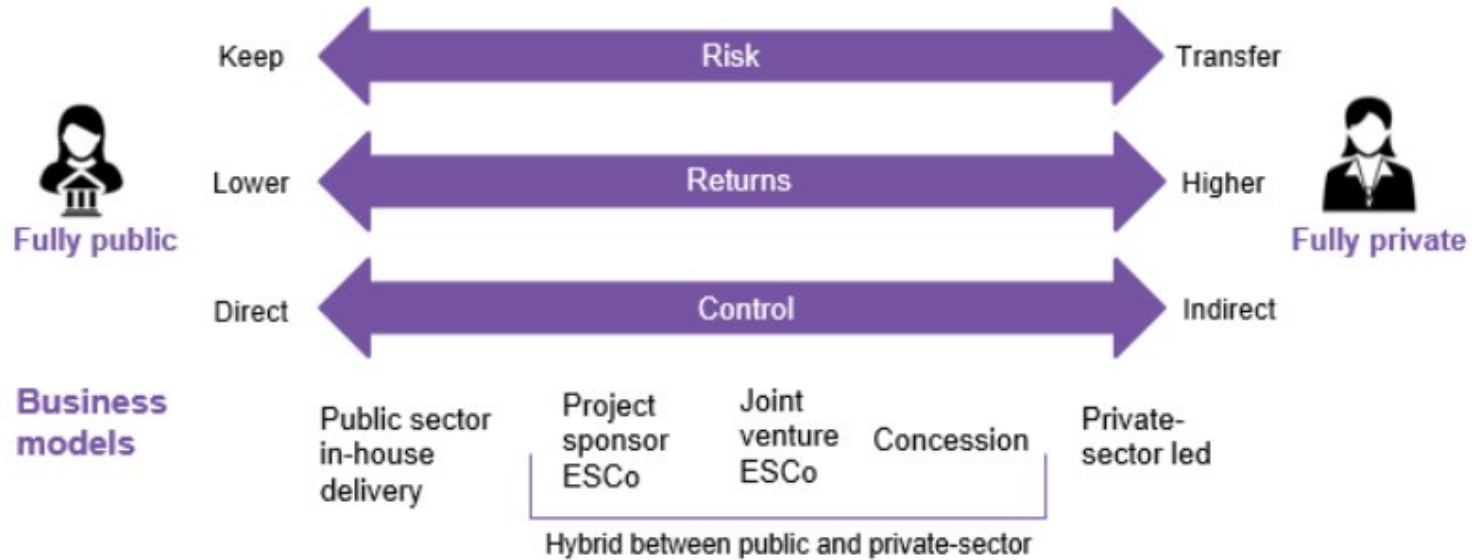 Keep
Risk
Transfer
Lower
Returns
Higher
Fully public
Fully private
Direct
Control
Indirect
Business
models
Public sector
in-house
delivery
Project
sponsor
ESCo
Joint
venture
ESCo
Concession
Private-
sector led
Hybrid between public and private-sector